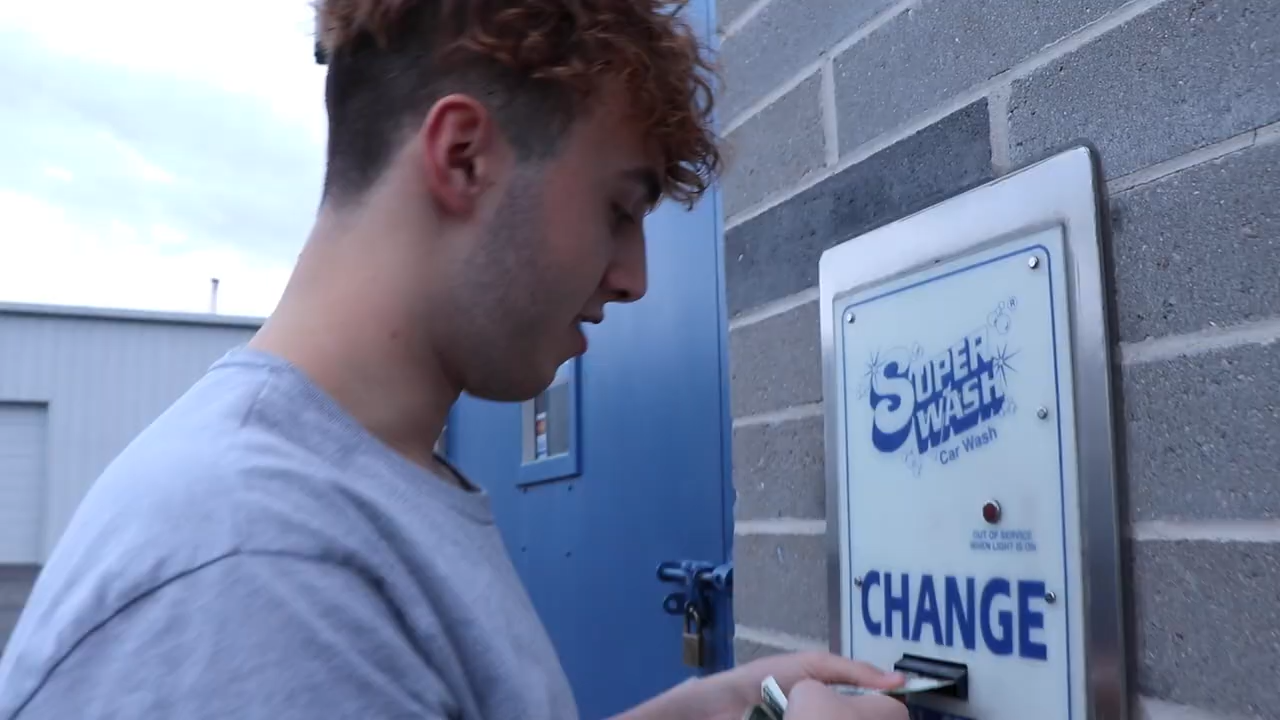 ®
SUPER
WASH
Car Wash
OUT OF SERVICE
WHEN LIGHT IS ON
CHANGE